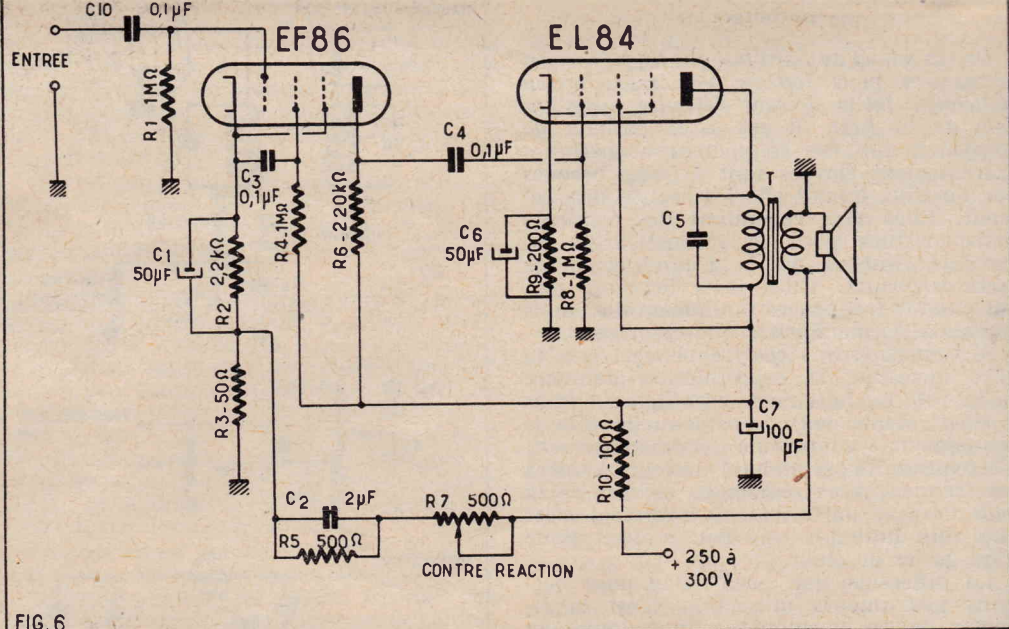 C10 0,1µF
ENTREE
R1 1MΩ
EF86
EL84
C3
0,1µF
C4
0,1µF
C1
50µF
R2 2,2kΩ
R4-1MΩ
R6-220kΩ
C6
50µF
R9-200Ω
R8-1MΩ
C5
T
R3-50Ω
C7
100
µF
R10-100Ω
C2 2µF
R5 500Ω
R7 500Ω
CONTRE REACTION
+ 250 à
300 V
FIG. 6